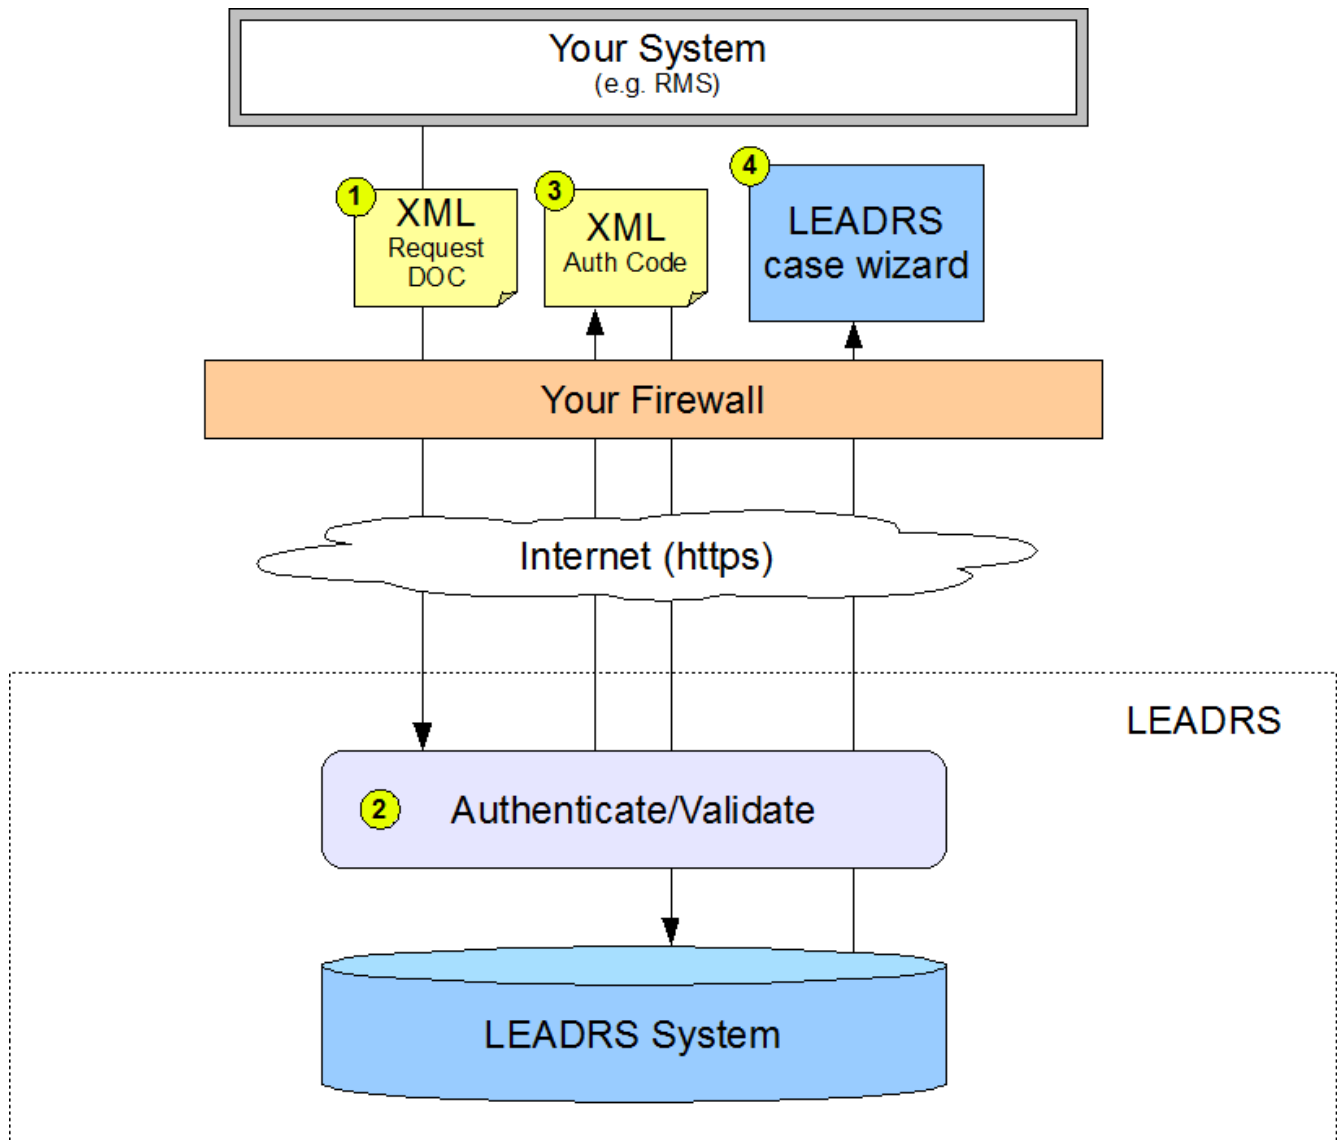 Your System
(e.g. RMS)
1
XML
Request
DOC
3
XML
Auth Code
4
LEADRS
case wizard
Your Firewall
Internet (https)
LEADRS
2
Authenticate/Validate
LEADRS System